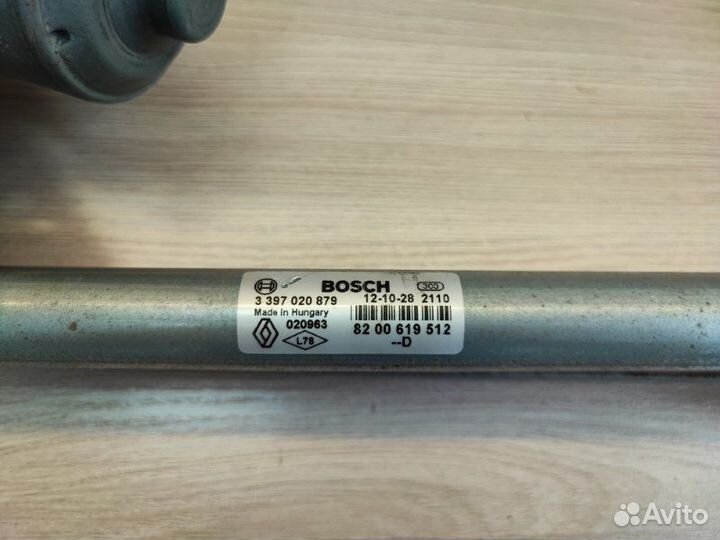 BOSCH 300
3 397 020 879 12-10-28 2110
Made in Hungary
020963 82 00 619 512
L78 --D
Avito